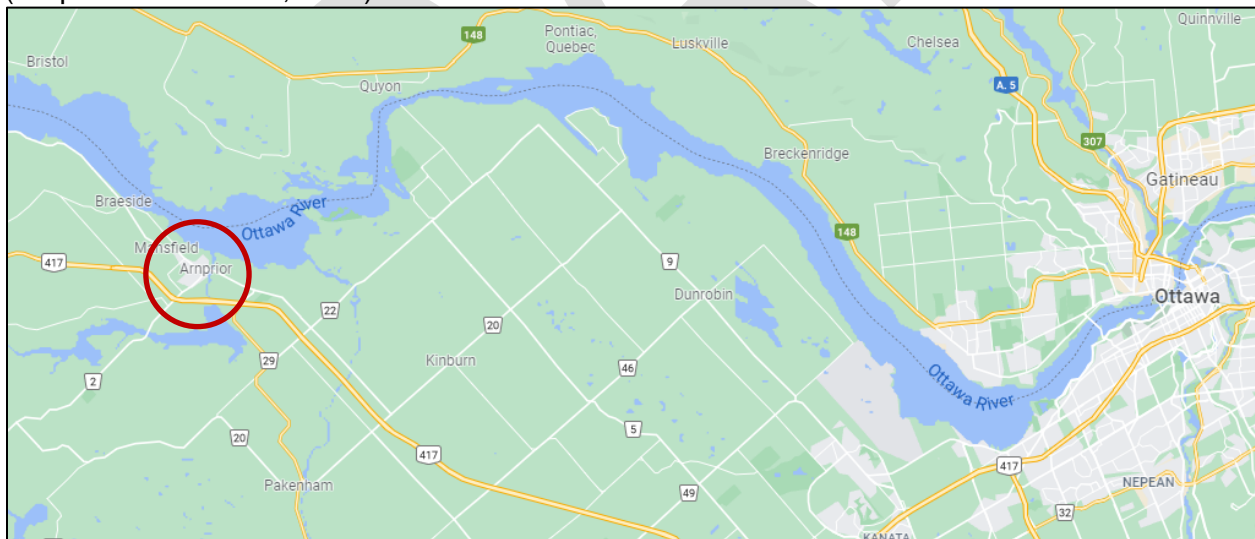 Quinnville
148
Pontiac,
Quebec
Luskville
Chelsea
Bristol
Quyon
A. 5
307
Breckenridge
Gatineau
Braeside
Ottawa River
148
Mansfield
417
Arnprior
9
Dunrobin
Ottawa
22
20
Kinburn
29
46
2
Ottawa River
5
20
417
417
Pakenham
49
NEPEAN
32
KANATA